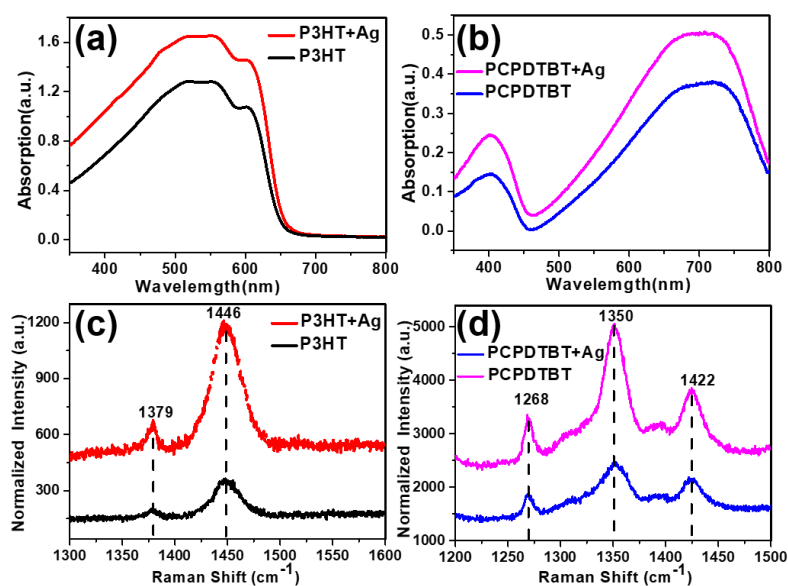 (a)
P3HT+Ag
P3HT
Absorption(a.u.)
1.6
1.2
0.8
0.4
0.0
400 500 600 700 800
Wavelemgth(nm)
(b)
PCPDTBT+Ag
PCPDTBT
Absorption(a.u.)
0.5
0.4
0.3
0.2
0.1
0.0
400 500 600 700 800
Wavelemgth(nm)
(c)
1446
P3HT+Ag
P3HT
1379
Normalized Intensity (a.u.)
1200
900
600
300
1300 1350 1400 1450 1500 1550 1600
Raman Shift (cm-1)
(d)
1350
PCPDTBT+Ag
PCPDTBT
1268
1422
Normalized Intensity (a.u.)
5000
4000
3000
2000
1000
1200 1250 1300 1350 1400 1450 1500
Raman Shift (cm-1)